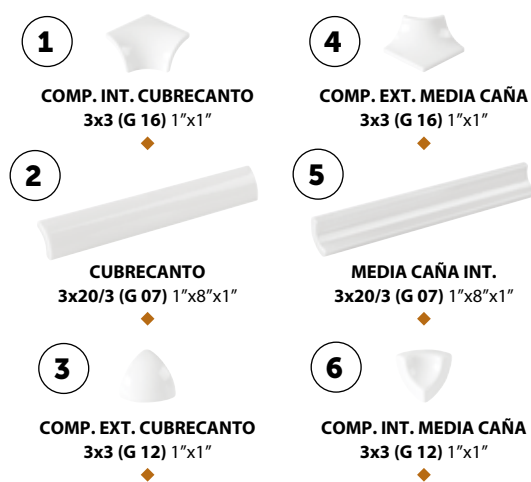 1
COMP. INT. CUBRECANTO
3x3 (G 16) 1”x1”
4
COMP. EXT. MEDIA CAÑA
3x3 (G 16) 1”x1”
2
CUBRECANTO
3x20/3 (G 07) 1”x8”x1”
5
MEDIA CAÑA INT.
3x20/3 (G 07) 1”x8”x1”
3
COMP. EXT. CUBRECANTO
3x3 (G 12) 1”x1”
6
COMP. INT. MEDIA CAÑA
3x3 (G 12) 1”x1”